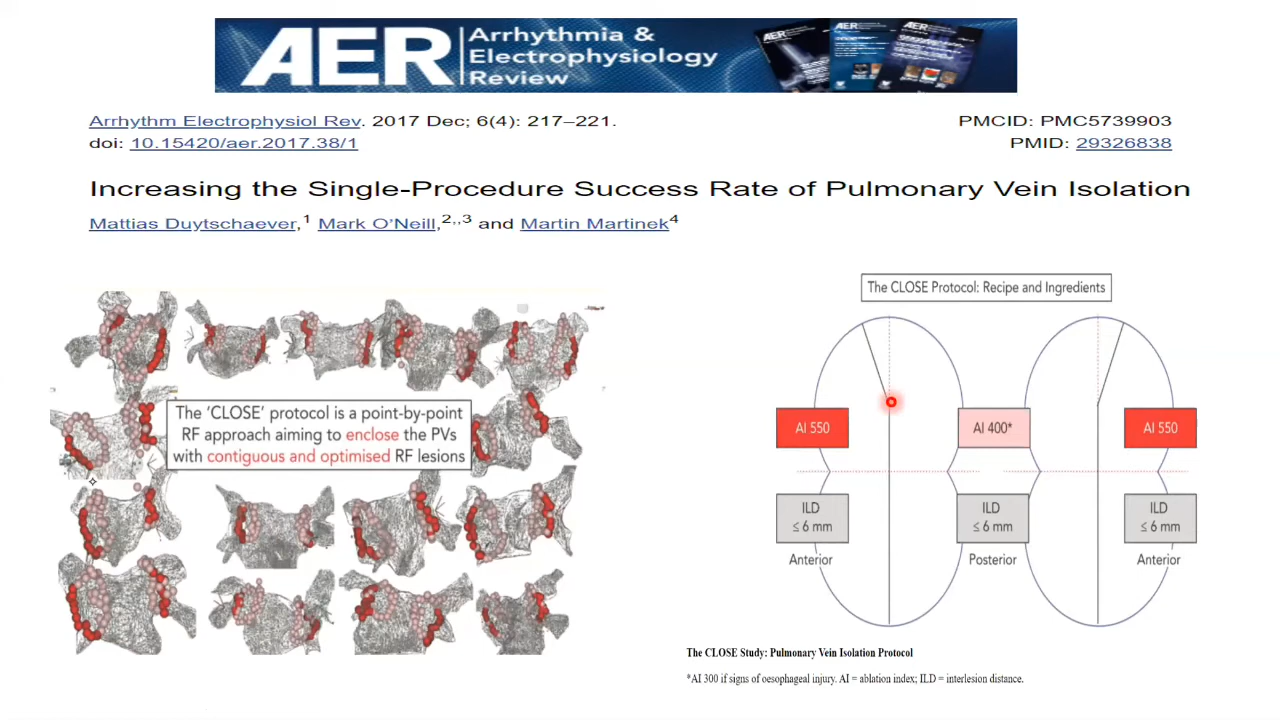 AER
Arrhythmia &
Electrophysiology
Review
Arrhythm Electrophysiol Rev. 2017 Dec; 6(4): 217–221.
doi: 10.15420/aer.2017.38/1
PMCID: PMC5739903
PMID: 29326838
Increasing the Single-Procedure Success Rate of Pulmonary Vein Isolation
Mattias Duytschaever,1 Mark O'Neill,2,,3 and Martin Martinek4
The 'CLOSE' protocol is a point-by-point
RF approach aiming to enclose the PVs
with contiguous and optimised RF lesions
The CLOSE Protocol: Recipe and Ingredients
AI 550
AI 400*
AI 550
ILD
≤ 6 mm
ILD
≤ 6 mm
ILD
≤ 6 mm
Anterior
Posterior
Anterior
The CLOSE Study: Pulmonary Vein Isolation Protocol
*AI 300 if signs of oesophageal injury. AI = ablation index; ILD = interlesion distance.